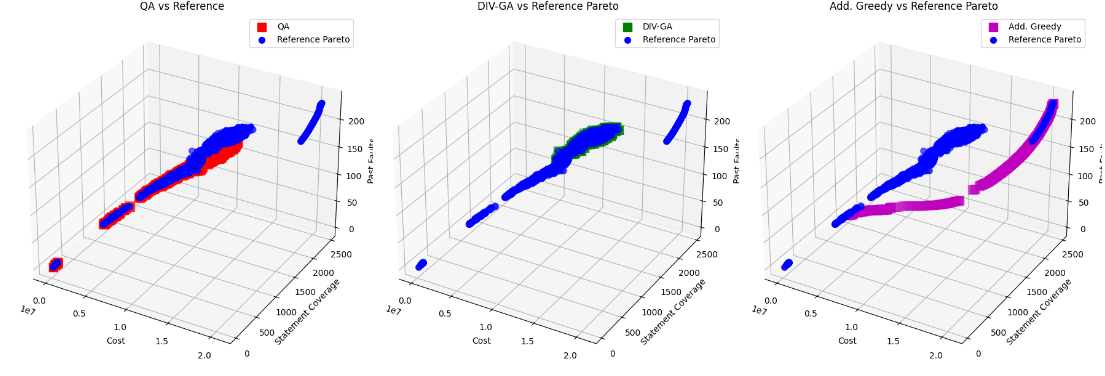 QA vs Reference
QA
Reference Pareto
200
150
100
50
0
2500
2000
1500
1000
500
0
Statement Coverage
0.0
0.5
1.0
1.5
2.0
1e7
Cost
DIV-GA vs Reference Pareto
DIV-GA
Reference Pareto
200
150
100
50
0
2500
2000
1500
1000
500
0
Statement Coverage
0.0
0.5
1.0
1.5
2.0
1e7
Cost
Add. Greedy vs Reference Pareto
Add. Greedy
Reference Pareto
200
150
100
50
0
2500
2000
1500
1000
500
0
Statement Coverage
0.0
0.5
1.0
1.5
2.0
1e7
Cost